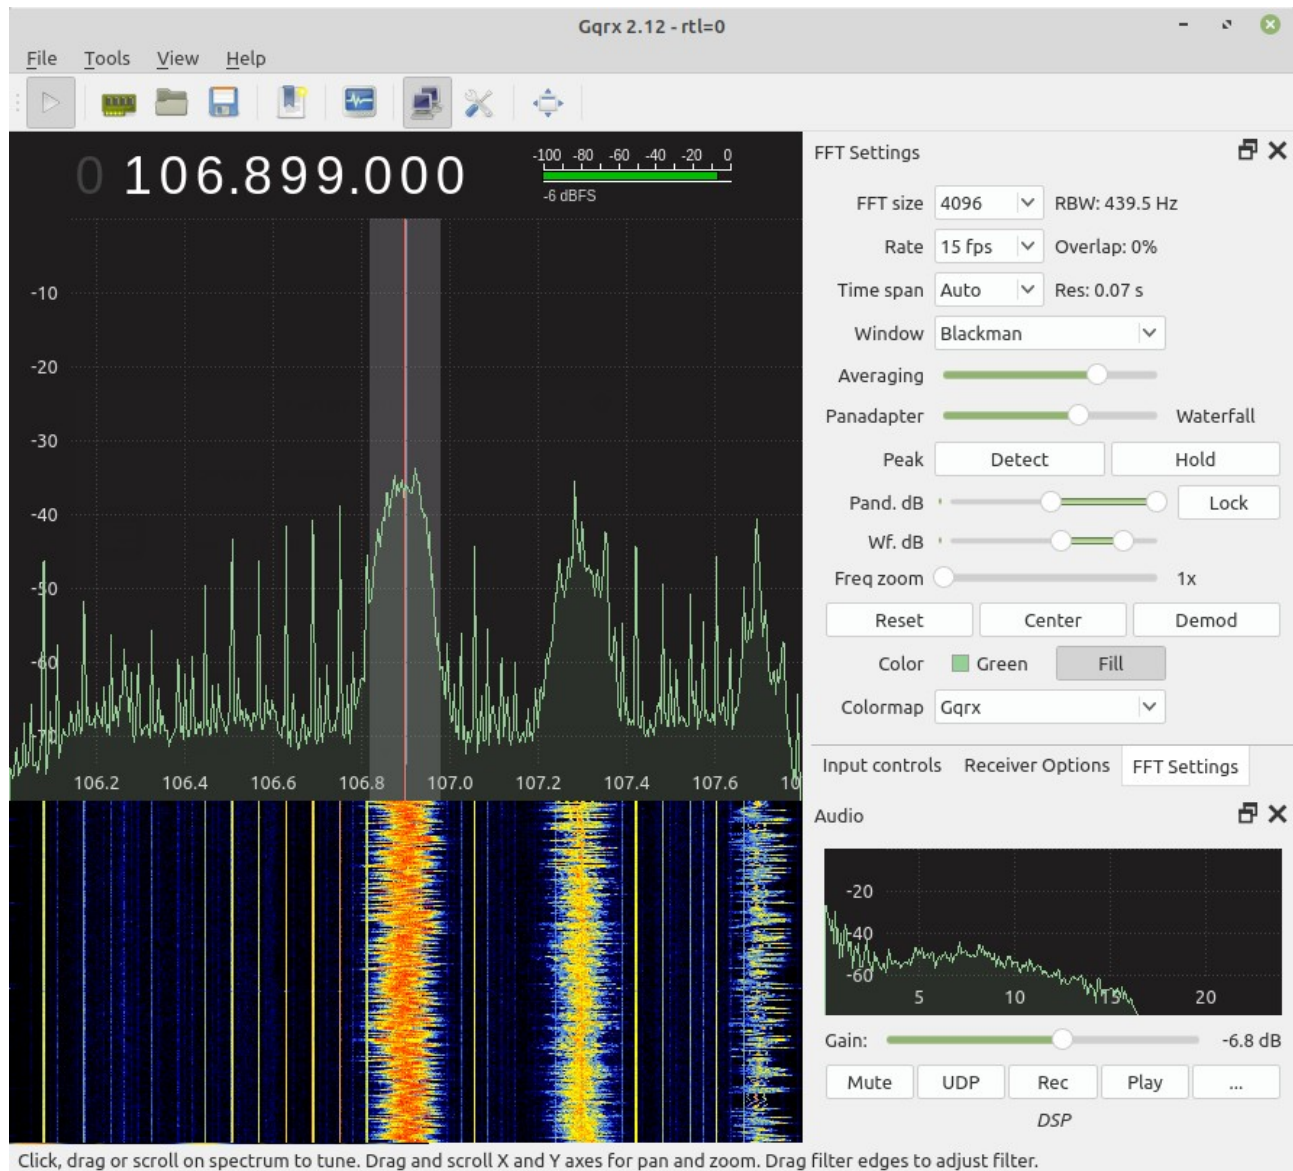 Gqrx 2.12 - rtl=0
File Tools View Help
0 106.899.000
-100 -80 -60 -40 -20 0
-6 dBFS
-10
-20
-30
-40
-50
-60
-70
106.2 106.4 106.6 106.8 107.0 107.2 107.4 107.6 10
FFT Settings
FFT size 4096 RBW: 439.5 Hz
Rate 15 fps Overlap: 0%
Time span Auto Res: 0.07 s
Window Blackman
Averaging
Panadapter Waterfall
Peak Detect Hold
Pand. dB Lock
Wf. dB
Freq zoom 1x
Reset Center Demod
Color Green Fill
Colormap Gqrx
Input controls Receiver Options FFT Settings
Audio
-20
-40
-60
5 10 15 20
Gain: -6.8 dB
Mute UDP Rec Play ...
DSP
Click, drag or scroll on spectrum to tune. Drag and scroll X and Y axes for pan and zoom. Drag filter edges to adjust filter.